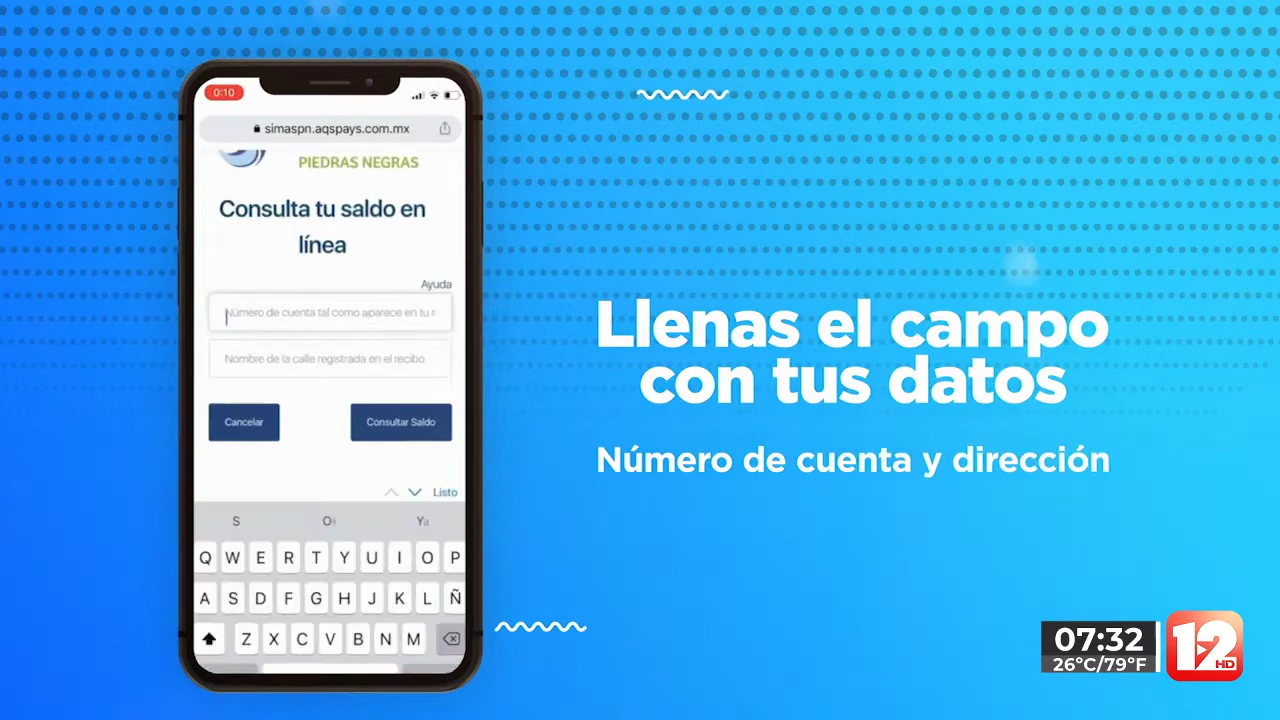 0:10
simaspn.aqspays.com.mx
PIEDRAS NEGRAS
Consulta tu saldo en
línea
Ayuda
Número de cuenta tal como aparece en tu r
Nombre de la calle registrada en el recibo.
Cancelar
Consultar Saldo
Listo
S Ok Ya
Q W E R T Y U I O P
A S D F G H J K L Ñ
Z X C V B N M
Llenas el campo
con tus datos
Número de cuenta y dirección
07:32
26°C/79°F
12
HD